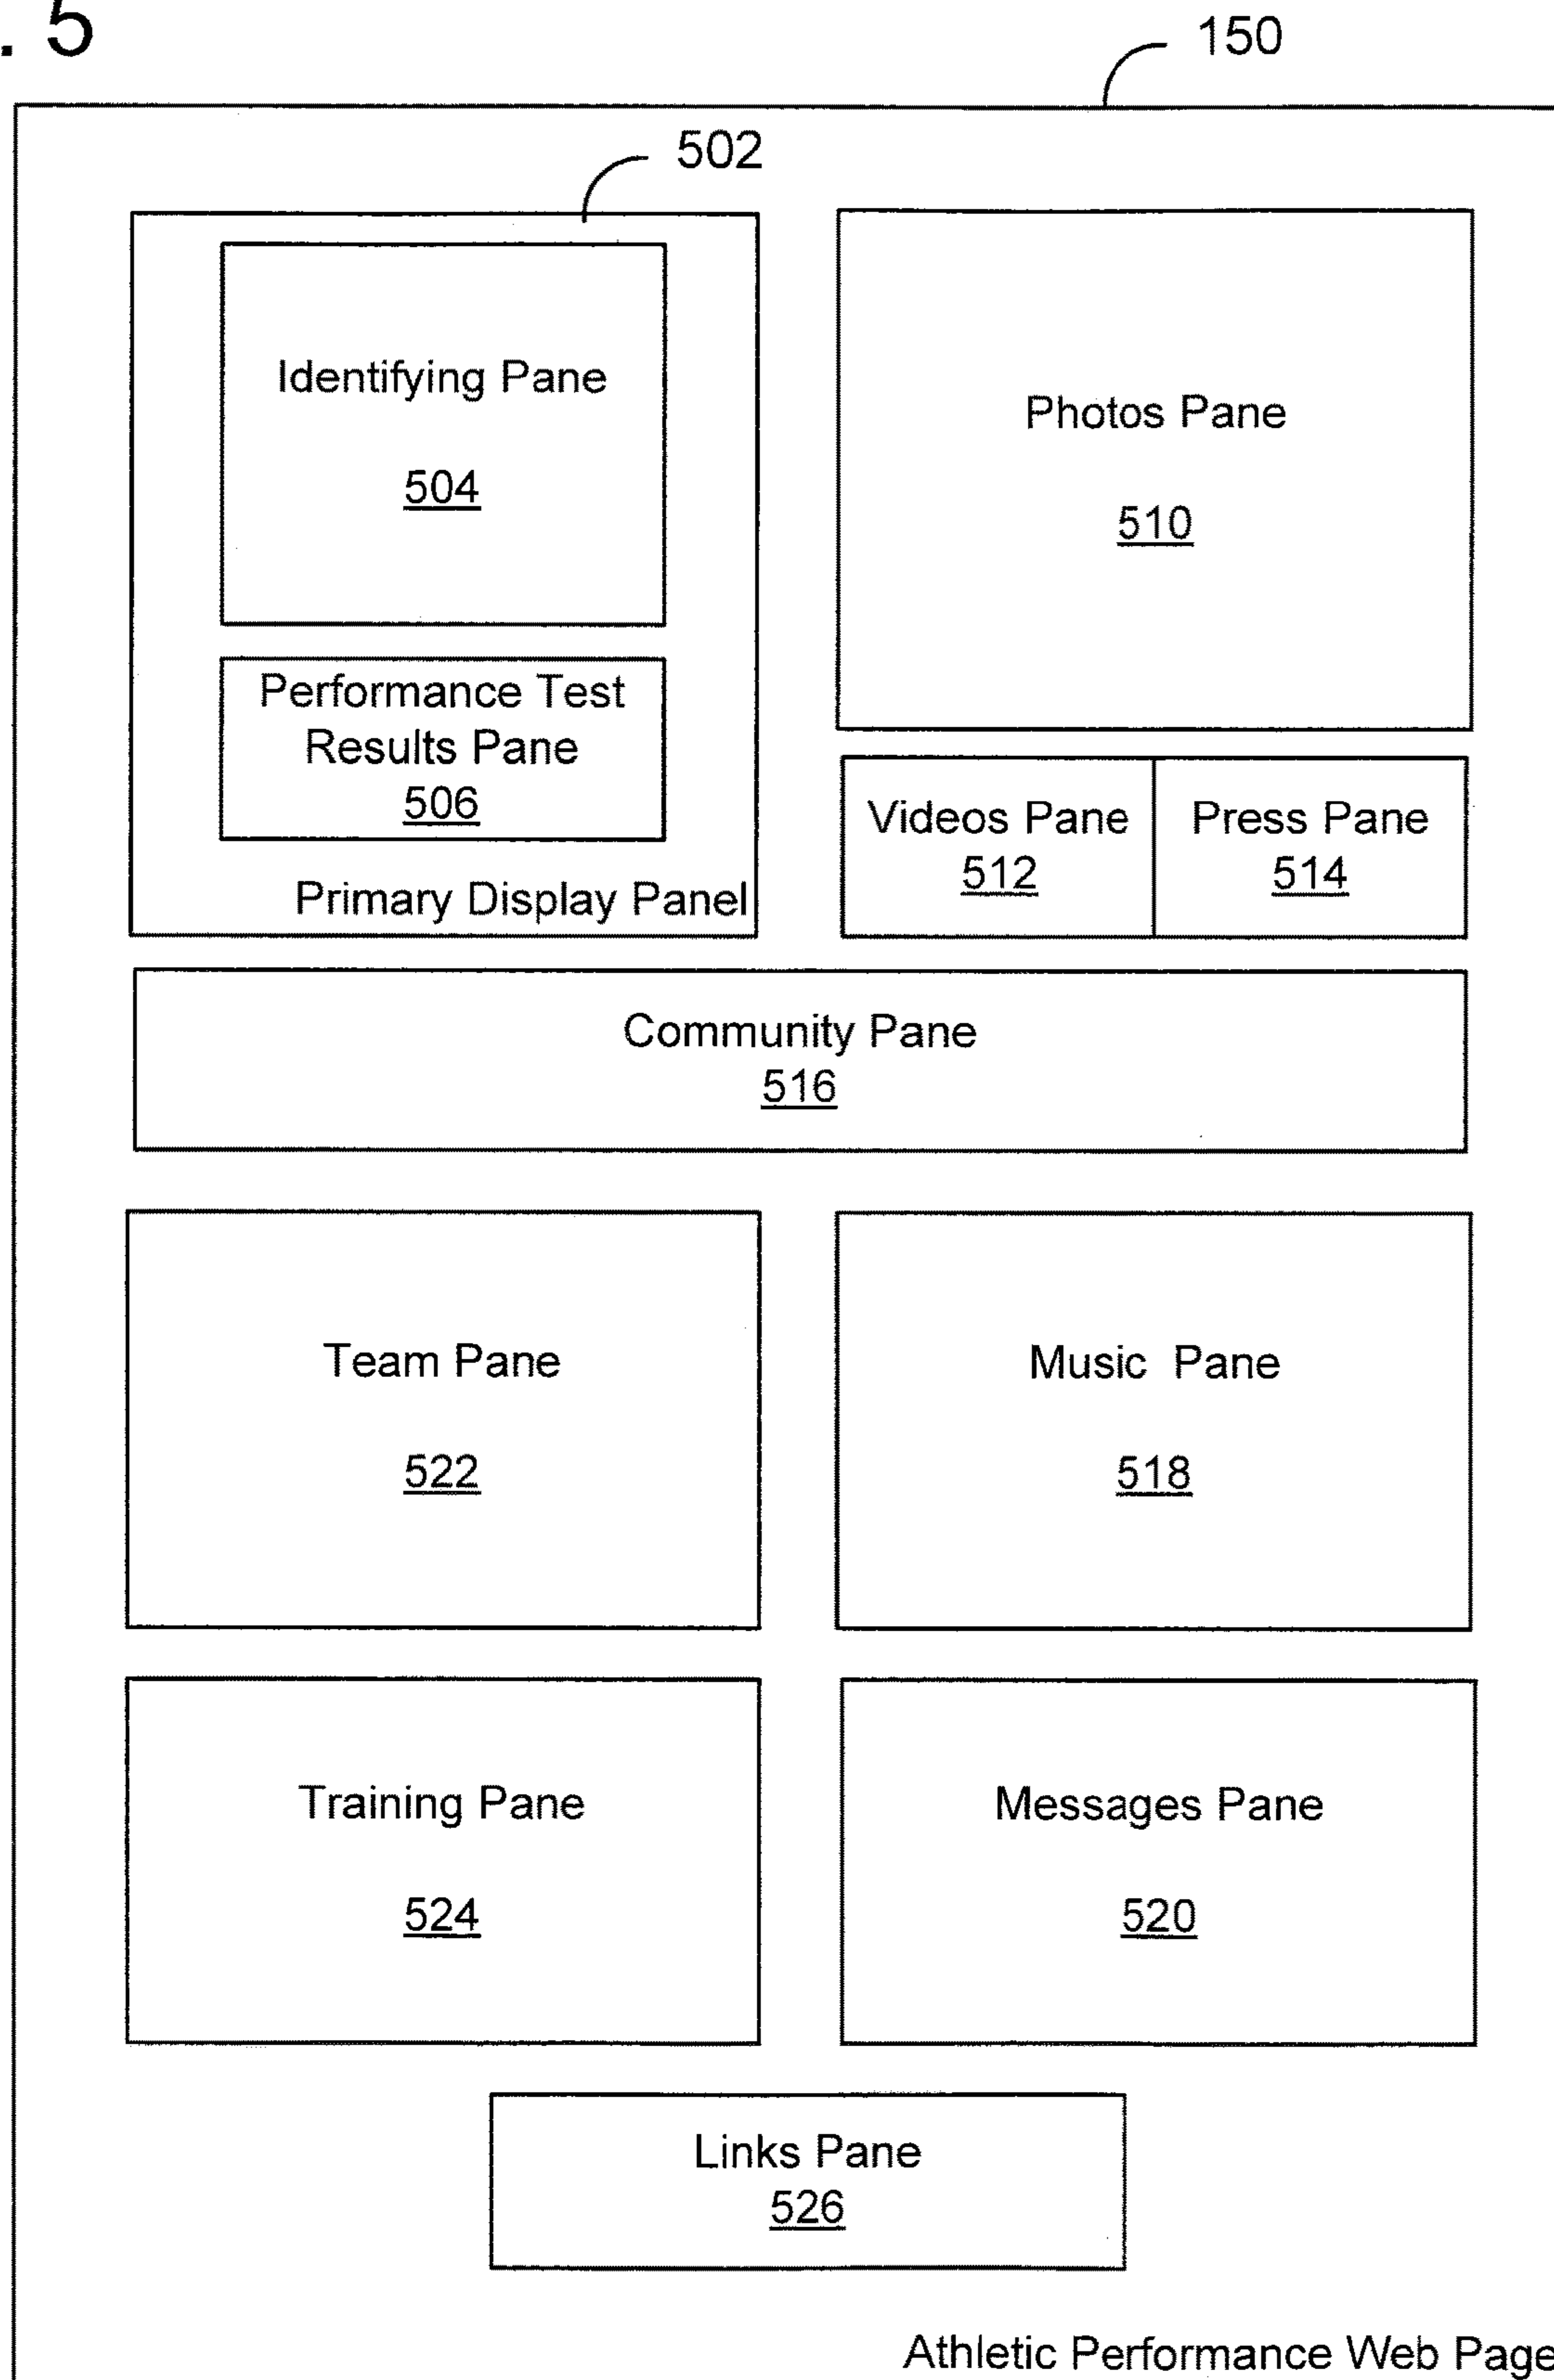 . 5
150
502
Identifying Pane
504
Performance Test
Results Pane
506
Primary Display Panel
Photos Pane
510
Videos Pane
512
Press Pane
514
Community Pane
516
Team Pane
522
Music Pane
518
Training Pane
524
Messages Pane
520
Links Pane
526
Athletic Performance Web Page